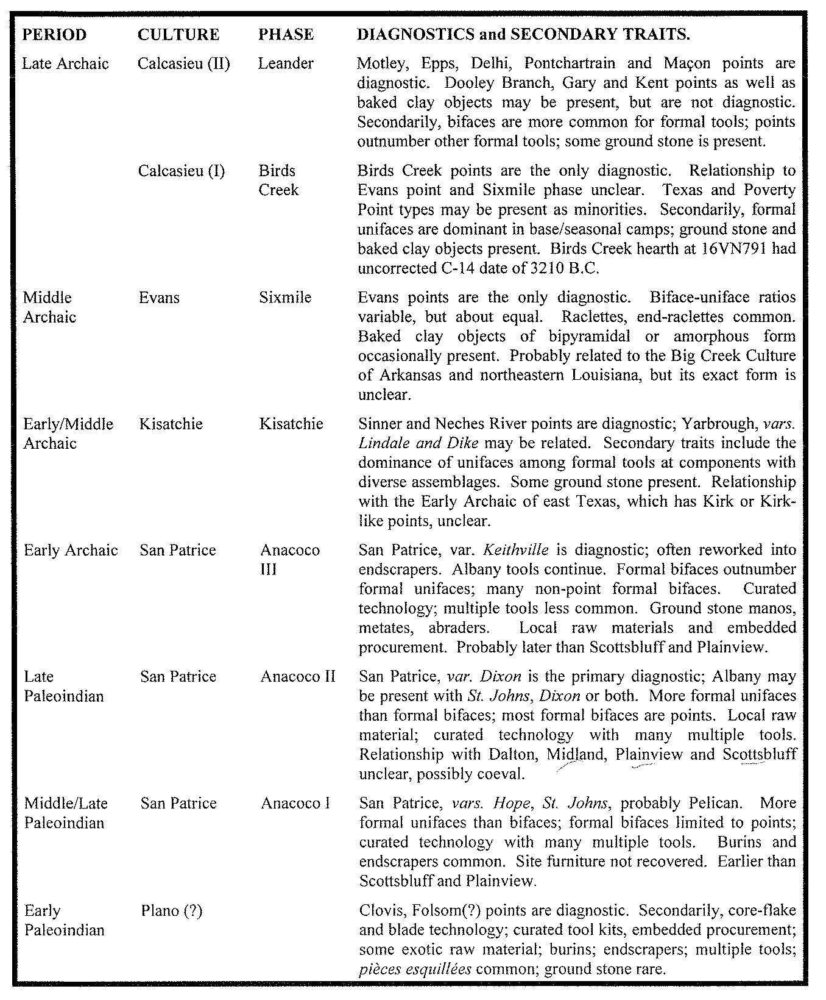 PERIOD CULTURE PHASE DIAGNOSTICS and SECONDARY TRAITS.
Late Archaic Calcasieu (II) Leander Motley, Epps, Delhi, Pontchartrain and Maçon points are
diagnostic. Dooley Branch, Gary and Kent points as well as
baked clay objects may be present, but are not diagnostic.
Secondarily, bifaces are more common for formal tools; points
outnumber other formal tools; some ground stone is present.
Calcasieu (I) Birds Birds Creek points are the only diagnostic. Relationship to
Creek Evans point and Sixmile phase unclear. Texas and Poverty
Point types may be present as minorities. Secondarily, formal
unifaces are dominant in base/seasonal camps; ground stone and
baked clay objects present. Birds Creek hearth at 16VN791 had
uncorrected C-14 date of 3210 B.C.
Middle Evans Sixmile Evans points are the only diagnostic. Biface-uniface ratios
Archaic variable, but about equal. Raclettes, end-raclettes common.
Baked clay objects of bipyramidal or amorphous form
occasionally present. Probably related to the Big Creek Culture
of Arkansas and northeastern Louisiana, but its exact form is
unclear.
Early/Middle Kisatchie Kisatchie Sinner and Neches River points are diagnostic; Yarbrough, vars.
Archaic Lindale and Dike may be related. Secondary traits include the
dominance of unifaces among formal tools at components with
diverse assemblages. Some ground stone present. Relationship
with the Early Archaic of east Texas, which has Kirk or Kirk-
like points, unclear.
Early Archaic San Patrice Anacoco San Patrice, var. Keithville is diagnostic; often reworked into
III endscrapers. Albany tools continue. Formal bifaces outnumber
formal unifaces; many non-point formal bifaces. Curated
technology; multiple tools less common. Ground stone manos,
metates, abraders. Local raw materials and embedded
procurement. Probably later than Scottsbluff and Plainview.
Late San Patrice Anacoco II San Patrice, var. Dixon is the primary diagnostic; Albany may
Paleoindian be present with St. Johns, Dixon or both. More formal unifaces
than formal bifaces; most formal bifaces are points. Local raw
material; curated technology with many multiple tools.
Relationship with Dalton, Midland, Plainview and Scottsbluff
unclear, possibly coeval.
Middle/Late San Patrice Anacoco I San Patrice, vars. Hope, St. Johns, probably Pelican. More
Paleoindian formal unifaces than bifaces; formal bifaces limited to points;
curated technology with many multiple tools. Burins and
endscrapers common. Site furniture not recovered. Earlier than
Scottsbluff and Plainview.
Early Plano (?) Clovis, Folsom(?) points are diagnostic. Secondarily, core-flake
Paleoindian and blade technology; curated tool kits, embedded procurement;
some exotic raw material; burins; endscrapers; multiple tools;
pièces esquillées common; ground stone rare.